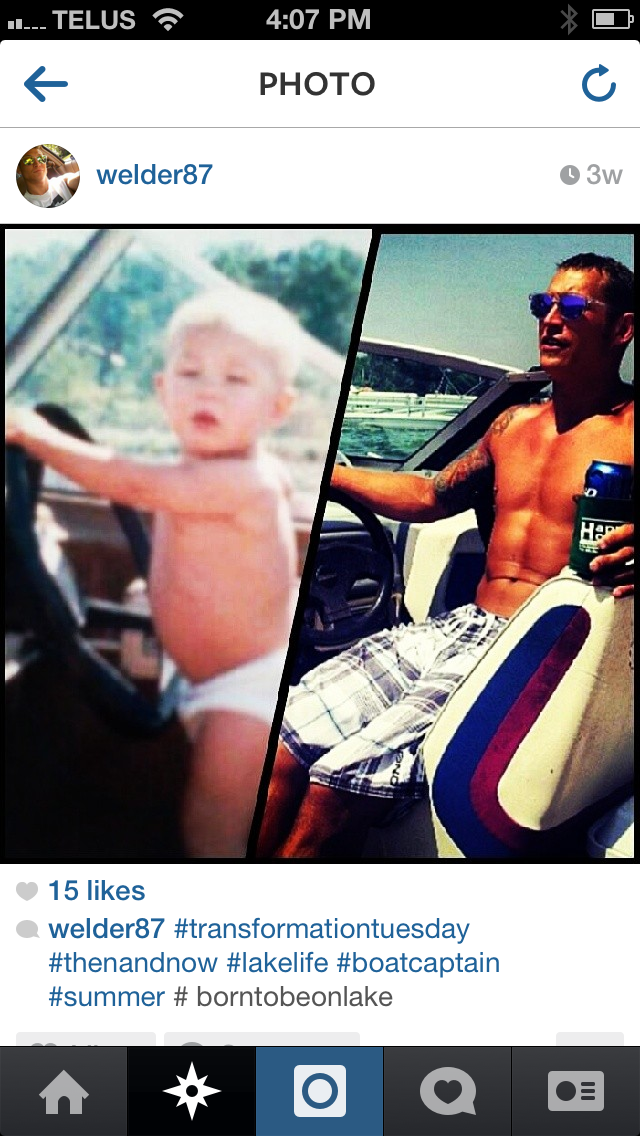 TELUS 4:07 PM
PHOTO
welder87 3w
15 likes
welder87 #transformationtuesday
#thenandnow #lakelife #boatcaptain
#summer # borntobeonlake